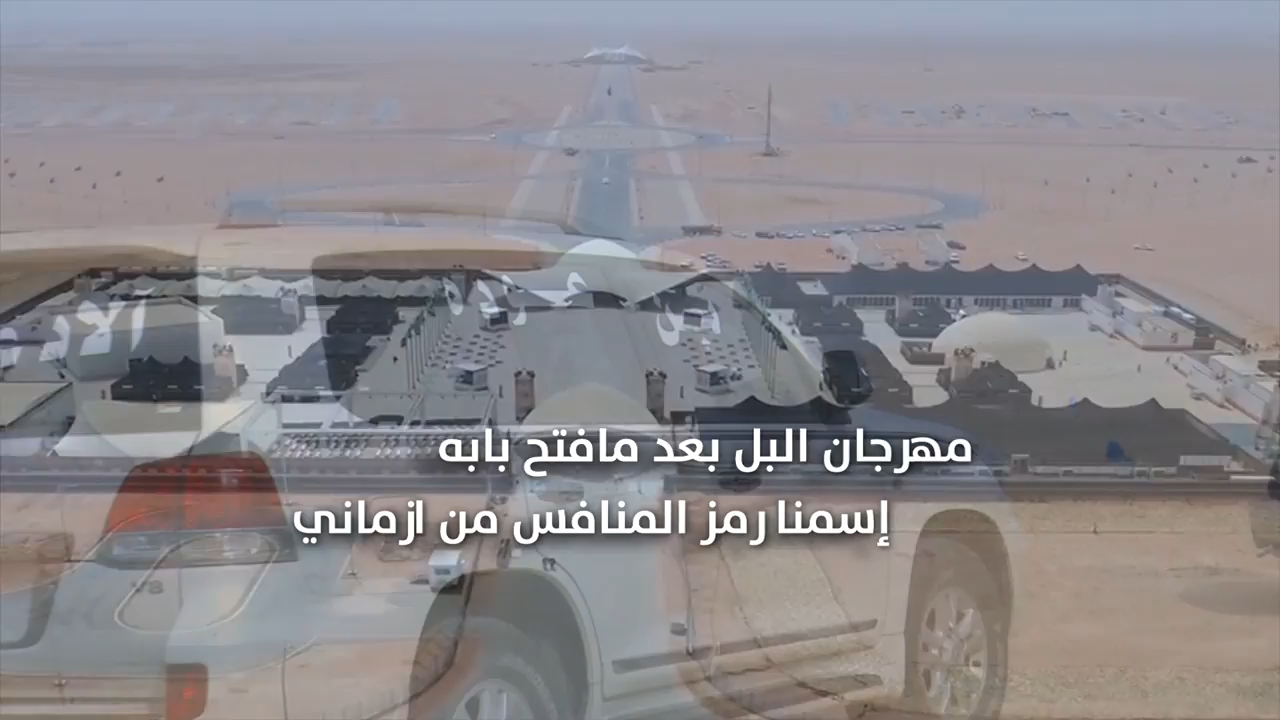 مهرجان البل بعد مافتح بابه
إسمنا رمز المنافس من ازماني